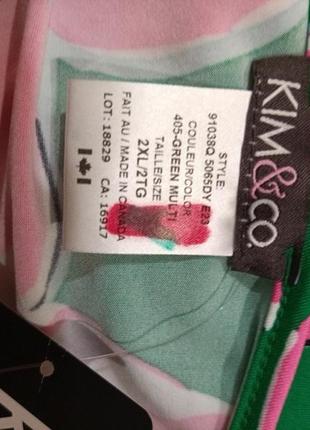 KIM&CO.
STYLE:
91038Q 5065DY E23
COULEUR/COLOR
405-GREEN MULTI
TAILLE/SIZE
2XL/2TG
FAIT AU / MADE IN CANADA
LOT: 18829 CA: 16917